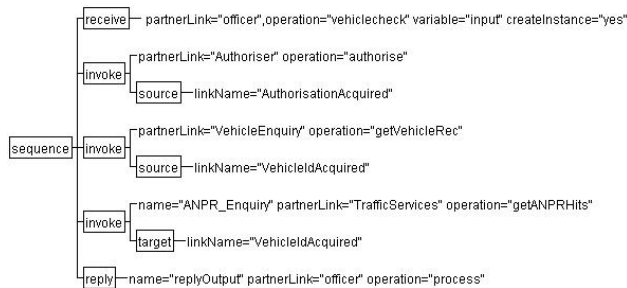 receive partnerLink="officer",operation="vehiclecheck" variable="input" createInstance="yes"
partnerLink="Authoriser" operation="authorise"
invoke
source linkName="AuthorisationAcquired"
partnerLink="VehicleEnquiry" operation="getVehicleRec"
sequence invoke
source linkName="VehicleIdAcquired"
name="ANPR_Enquiry" partnerLink="TrafficServices" operation="getANPRHits"
invoke
target linkName="VehicleIdAcquired"
reply name="replyOutput" partnerLink="officer" operation="process"